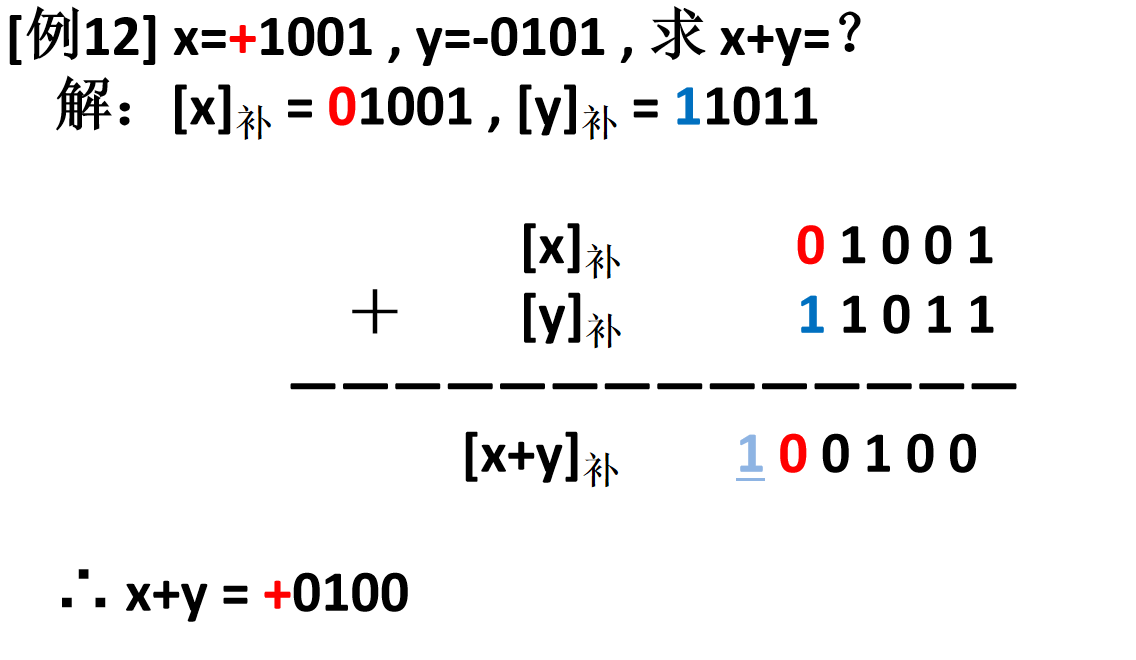 [例12] x=+1001 , y=-0101 , 求 x+y=?
解：[x]补 = 01001 , [y]补 = 11011
[x]补 0 1 0 0 1
＋ [y]补 1 1 0 1 1
———————————————
[x+y]补 1 0 0 1 0 0
∴ x+y = +0100